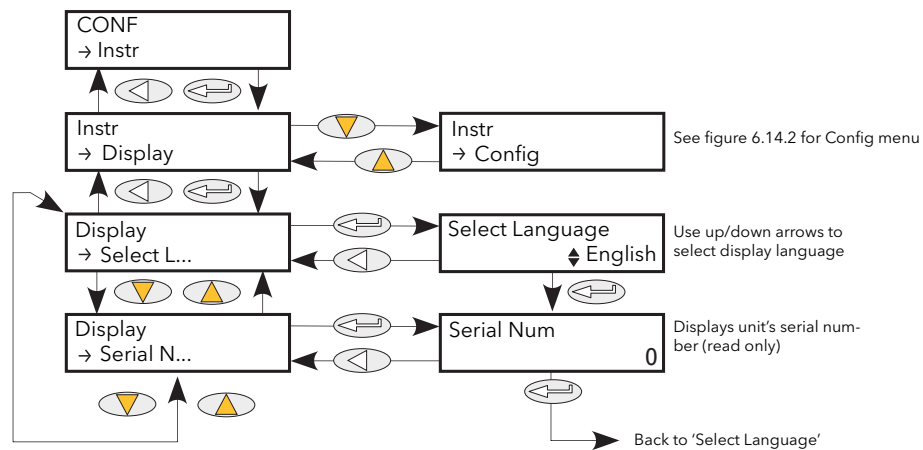 CONF
→ Instr
Instr
→ Display
Instr
→ Config
See figure 6.14.2 for Config menu
Display
→ Select L...
Select Language
English
Use up/down arrows to
select display language
Display
→ Serial N...
Serial Num
0
Displays unit's serial num-
ber (read only)
Back to 'Select Language'